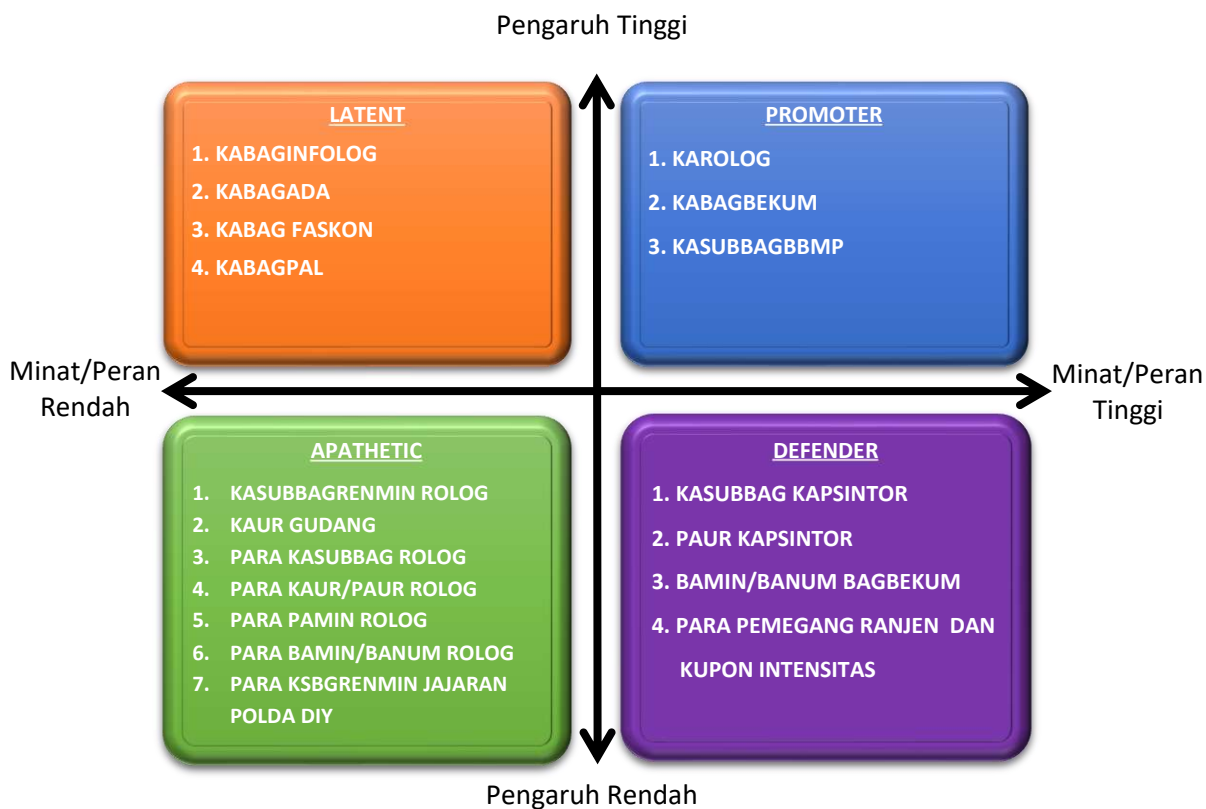 Pengaruh Tinggi
LATENT
1. KABAGINFOLOG
2. KABAGADA
3. KABAG FASKON
4. KABAGPAL
PROMOTER
1. KAROLOG
2. KABAGBEKUM
3. KASUBBAGBBMP
Minat/Peran
Rendah
Minat/Peran
Tinggi
APATHETIC
1. KASUBBAGRENMIN ROLOG
2. KAUR GUDANG
3. PARA KASUBBAG ROLOG
4. PARA KAUR/PAUR ROLOG
5. PARA PAMIN ROLOG
6. PARA BAMIN/BANUM ROLOG
7. PARA KSBGRENMIN JAJARAN
POLDA DIY
DEFENDER
1. KASUBBAG KAPSINTOR
2. PAUR KAPSINTOR
3. BAMIN/BANUM BAGBEKUM
4. PARA PEMEGANG RANJEN DAN
KUPON INTENSITAS
Pengaruh Rendah